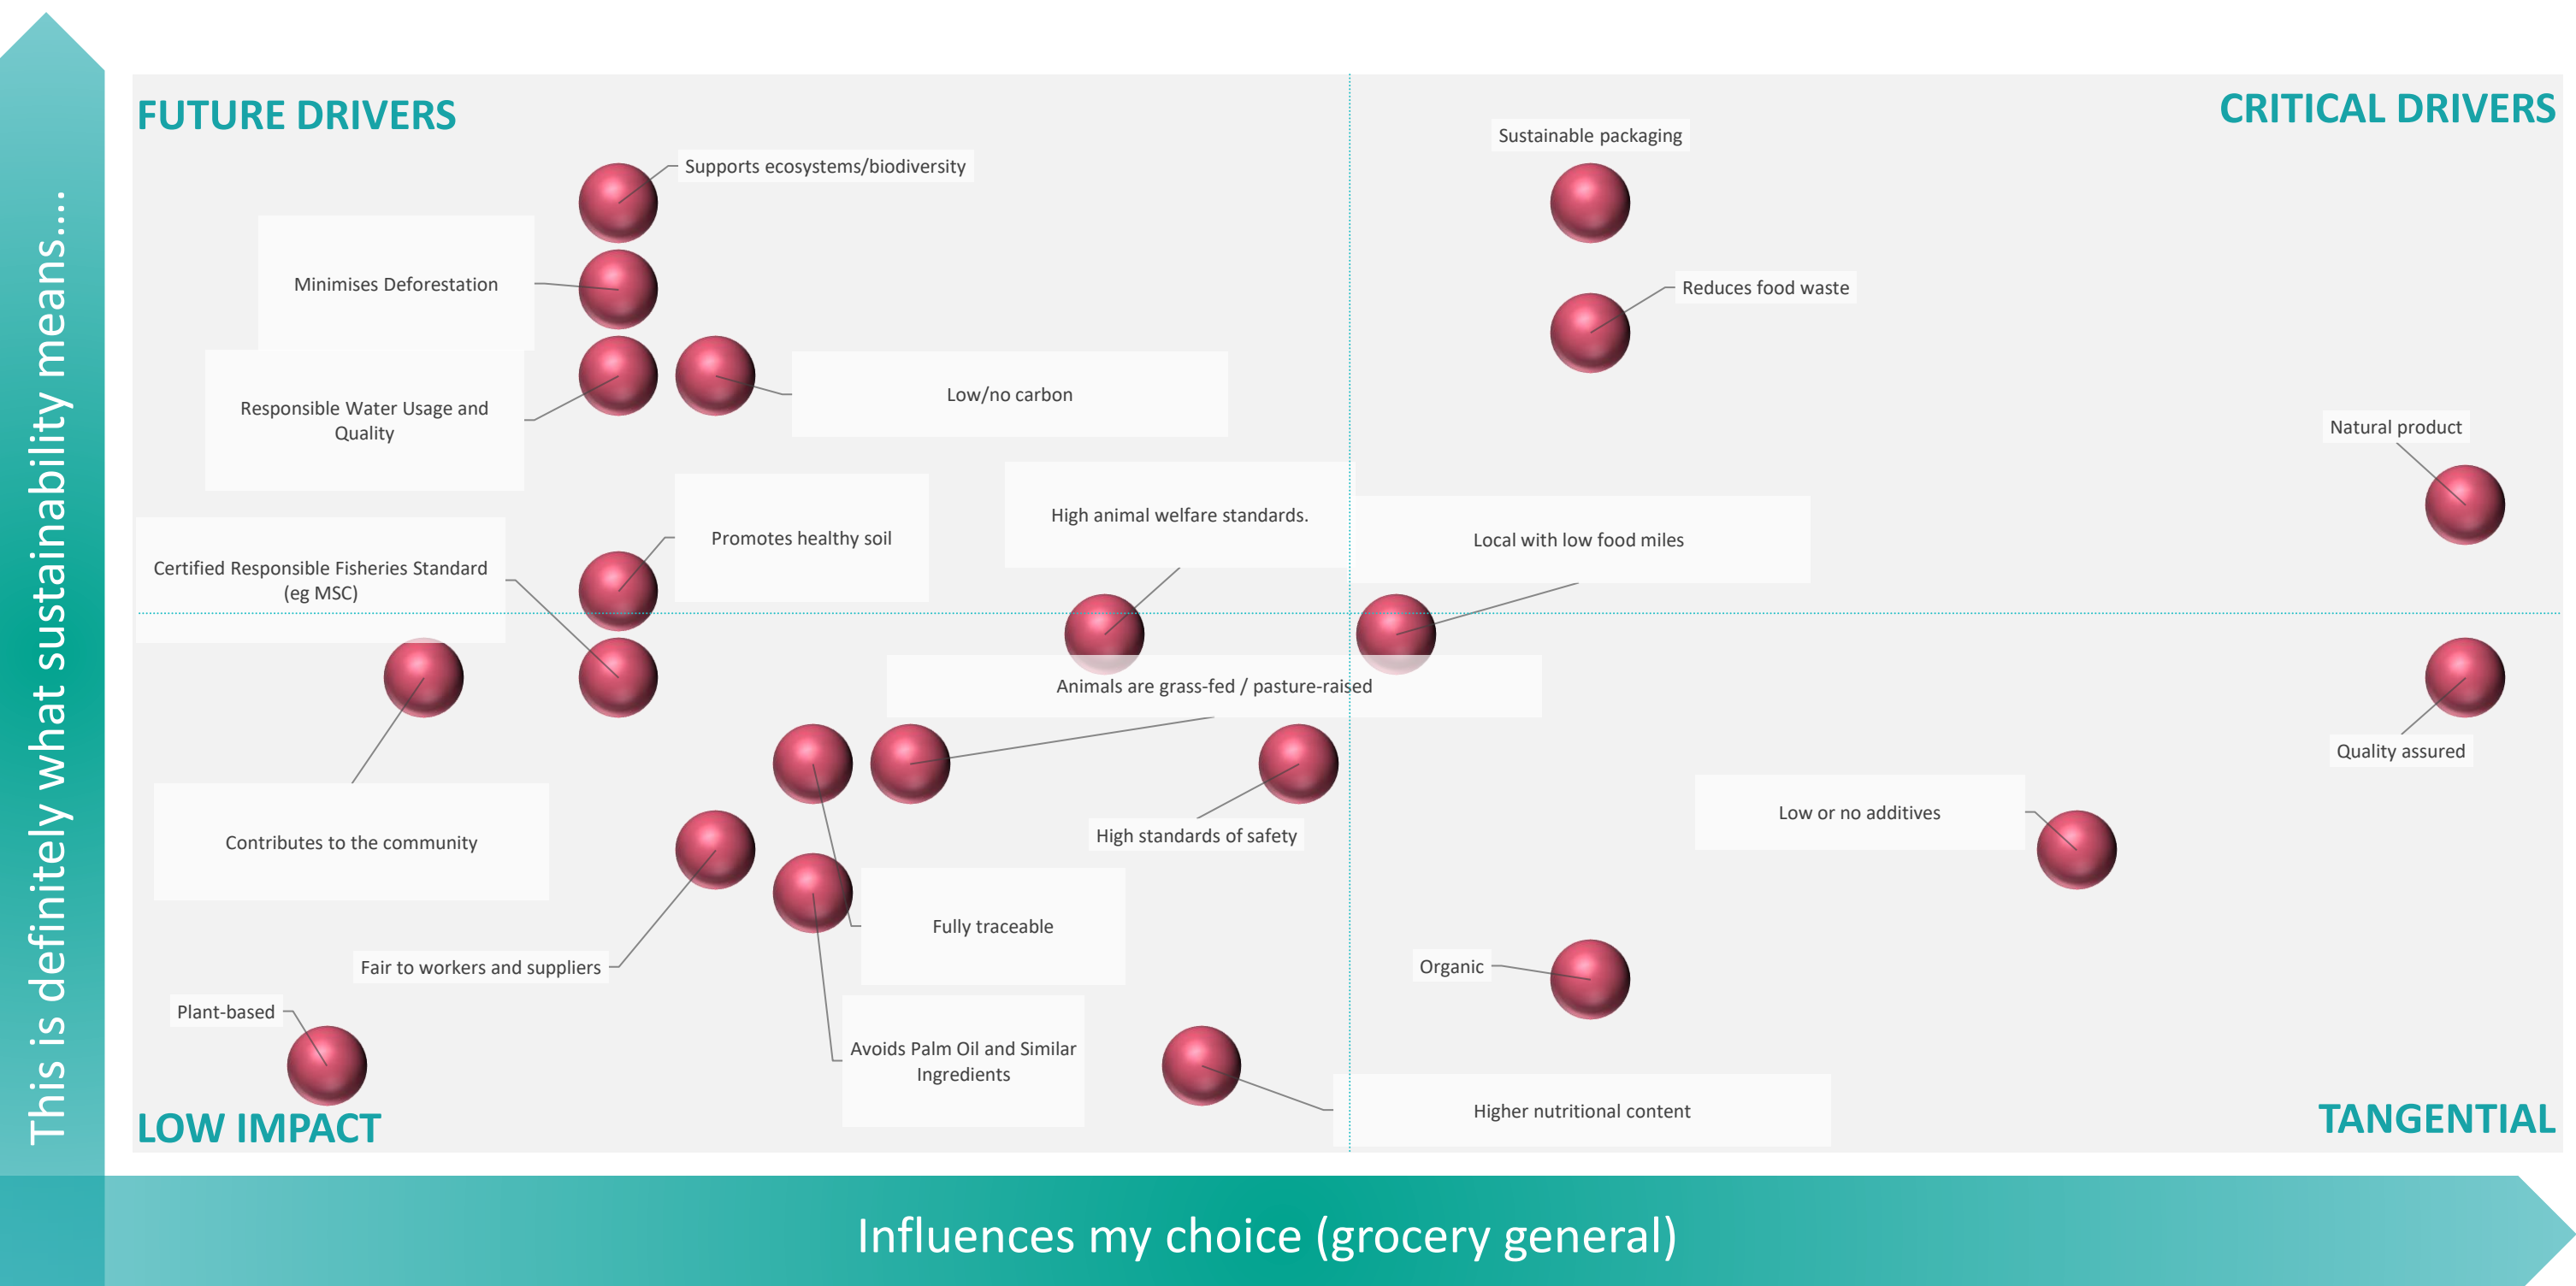 FUTURE DRIVERS
CRITICAL DRIVERS
Sustainable packaging
Supports ecosystems/biodiversity
Minimises Deforestation
Reduces food waste
Responsible Water Usage and
Quality
Low/no carbon
Natural product
High animal welfare standards.
Promotes healthy soil
Local with low food miles
Certified Responsible Fisheries Standard
(eg MSC)
Animals are grass-fed / pasture-raised
Quality assured
Low or no additives
High standards of safety
Contributes to the community
Fully traceable
Fair to workers and suppliers
Organic
Plant-based
Avoids Palm Oil and Similar
Ingredients
Higher nutritional content
LOW IMPACT
TANGENTIAL
This is definitely what sustainability means....
Influences my choice (grocery general)